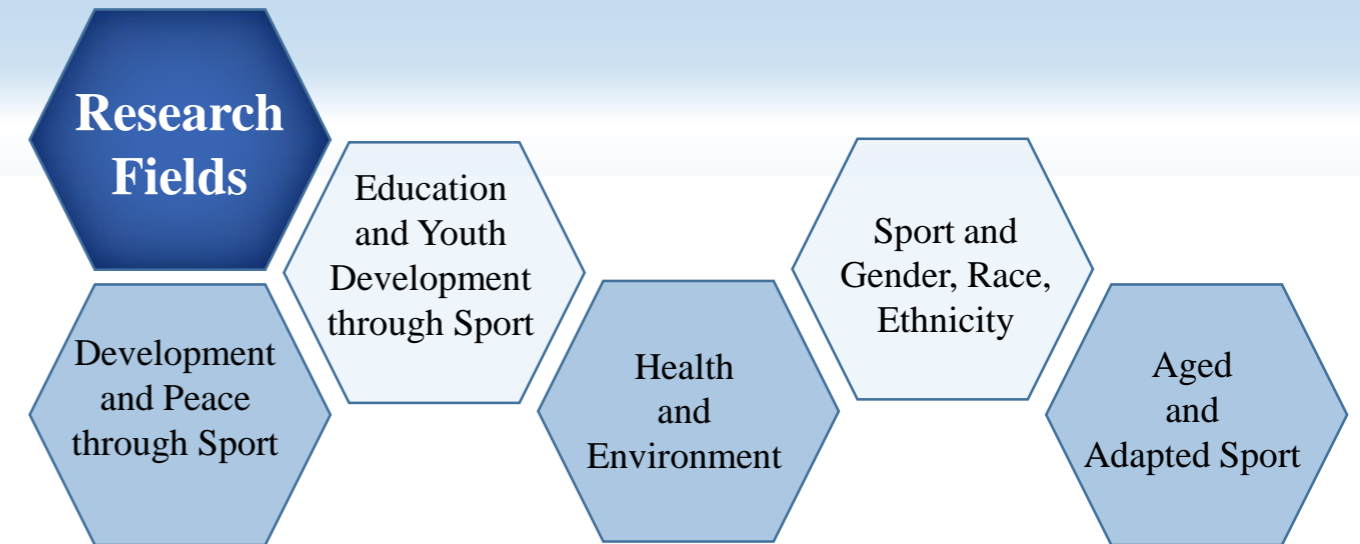 Research
Fields
Education
and Youth
Development
through Sport
Sport and
Gender, Race,
Ethnicity
Development
and Peace
through Sport
Health
and
Environment
Aged
and
Adapted Sport